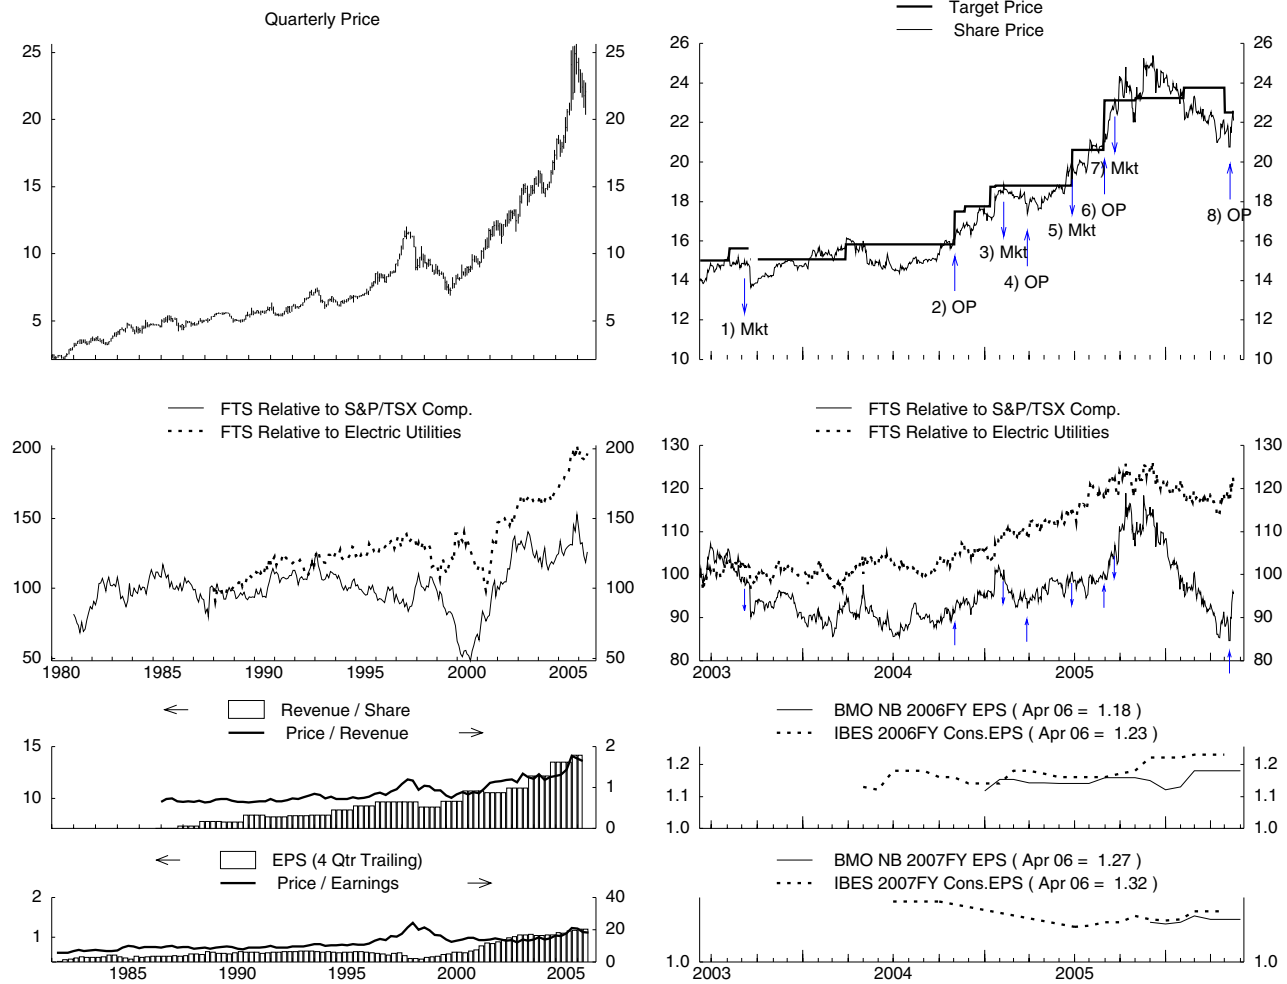 Quarterly Price
25 25
20 20
15 15
10 10
5 5
Target Price
Share Price
26 26
24 24
22 22
20 20
18 18
16 16
14 14
12 12
10 10
1) Mkt
2) OP
3) Mkt
4) OP
5) Mkt
6) OP
7) Mkt
8) OP
FTS Relative to S&P/TSX Comp.
FTS Relative to Electric Utilities
200 200
150 150
100 100
50 50
1980 1985 1990 1995 2000 2005
FTS Relative to S&P/TSX Comp.
FTS Relative to Electric Utilities
130 130
120 120
110 110
100 100
90 90
80 80
2003 2004 2005
Revenue / Share
Price / Revenue
15 2
10 1
0
BMO NB 2006FY EPS ( Apr 06 = 1.18 )
IBES 2006FY Cons.EPS ( Apr 06 = 1.23 )
1.2 1.2
1.1 1.1
1.0 1.0
EPS (4 Qtr Trailing)
Price / Earnings
2 40
1 20
0
1985 1990 1995 2000 2005
BMO NB 2007FY EPS ( Apr 06 = 1.27 )
IBES 2007FY Cons.EPS ( Apr 06 = 1.32 )
1.0 1.0
2003 2004 2005